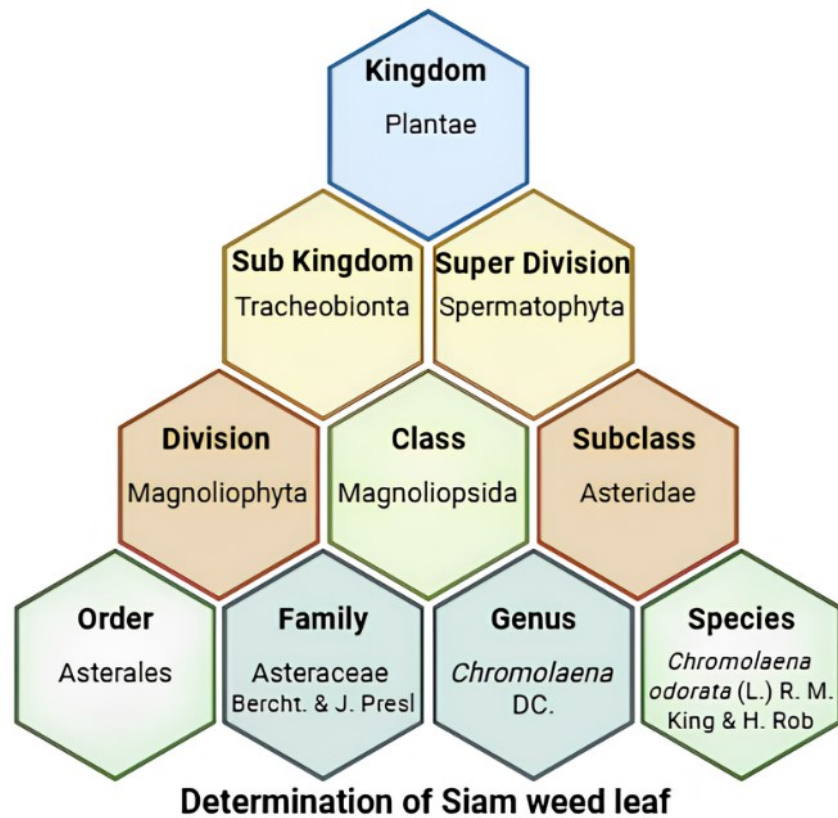 Kingdom
Plantae
Sub Kingdom
Tracheobionta
Super Division
Spermatophyta
Division
Magnoliophyta
Class
Magnoliopsida
Subclass
Asteridae
Order
Asterales
Family
Asteraceae
Bercht. & J. Presl
Genus
Chromolaena
DC.
Species
Chromolaena
odorata (L.) R. M.
King & H. Rob
Determination of Siam weed leaf